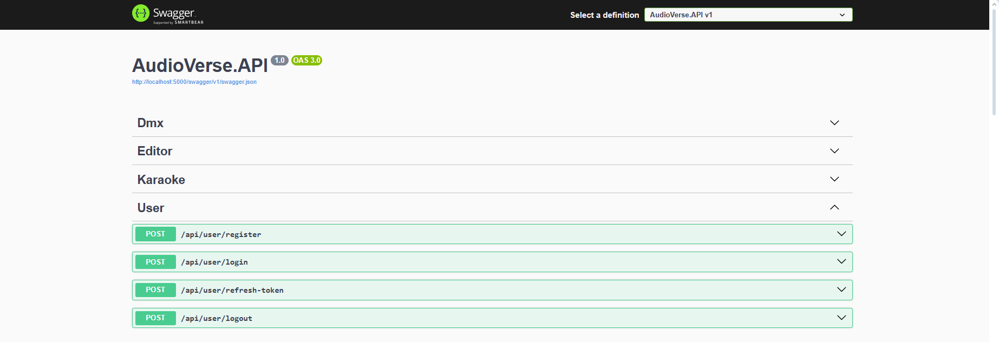 Swagger
Supported by SMARTBEAR
Select a definition
AudioVerse.API v1
AudioVerse.API 1.0 OAS 3.0
http://localhost:5000/swagger/v1/swagger.json
Dmx
Editor
Karaoke
User
POST /api/user/register
POST /api/user/login
POST /api/user/refresh-token
POST /api/user/logout